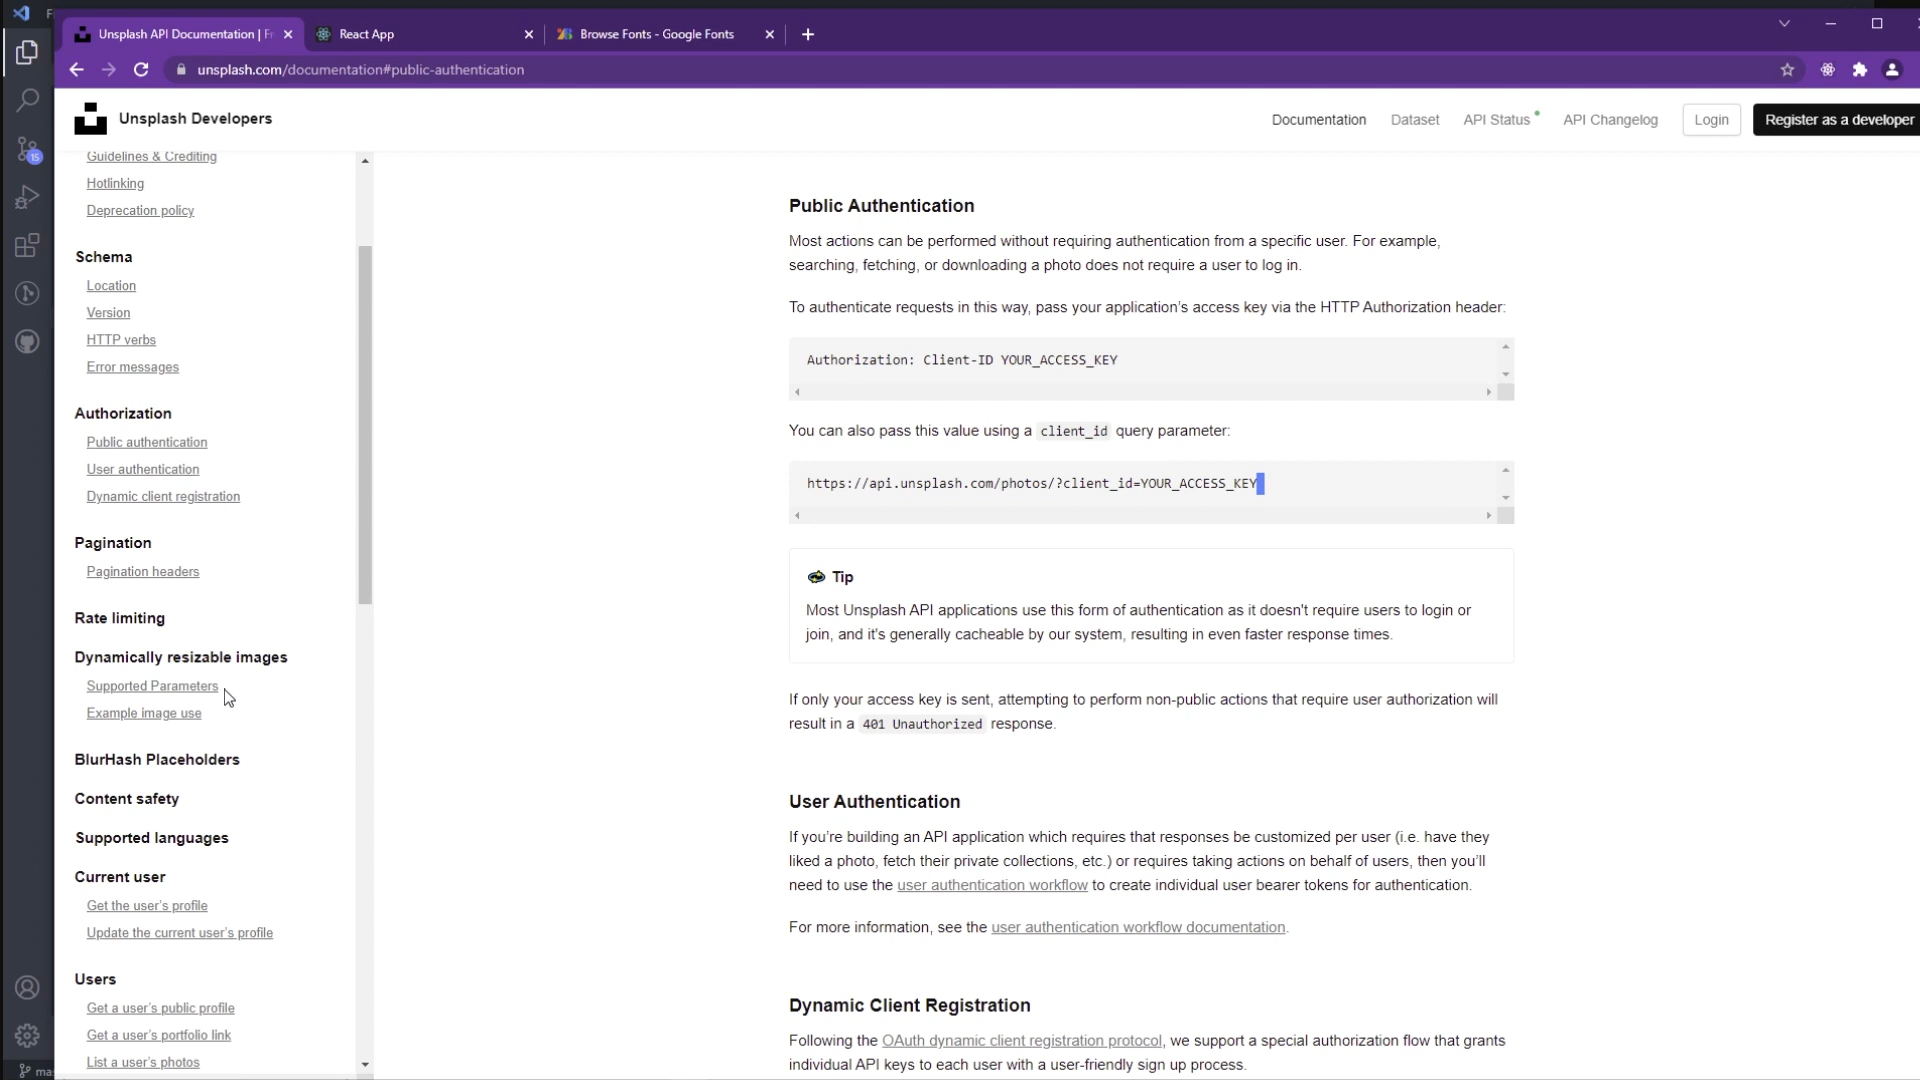 F
Unsplash API Documentation | Fr
React App
Browse Fonts - Google Fonts
unsplash.com/documentation#public-authentication
Unsplash Developers
Documentation
Dataset
API Status
API Changelog
Login
Register as a developer
15
Guidelines & Crediting
Hotlinking
Deprecation policy
Schema
Location
Version
HTTP verbs
Error messages
Authorization
Public authentication
User authentication
Dynamic client registration
Pagination
Pagination headers
Rate limiting
Dynamically resizable images
Supported Parameters
Example image use
BlurHash Placeholders
Content safety
Supported languages
Current user
Get the user's profile
Update the current user's profile
Users
Get a user's public profile
Get a user's portfolio link
List a user's photos
mas
Public Authentication
Most actions can be performed without requiring authentication from a specific user. For example,
searching, fetching, or downloading a photo does not require a user to log in.
To authenticate requests in this way, pass your application's access key via the HTTP Authorization header:
Authorization: Client-ID YOUR_ACCESS_KEY
You can also pass this value using a client_id query parameter:
https://api.unsplash.com/photos/?client_id=YOUR_ACCESS_KEY
Tip
Most Unsplash API applications use this form of authentication as it doesn't require users to login or
join, and it's generally cacheable by our system, resulting in even faster response times.
If only your access key is sent, attempting to perform non-public actions that require user authorization will
result in a 401 Unauthorized response.
User Authentication
If you're building an API application which requires that responses be customized per user (i.e. have they
liked a photo, fetch their private collections, etc.) or requires taking actions on behalf of users, then you'll
need to use the user authentication workflow to create individual user bearer tokens for authentication.
For more information, see the user authentication workflow documentation.
Dynamic Client Registration
Following the OAuth dynamic client registration protocol, we support a special authorization flow that grants
individual API keys to each user with a user-friendly sign up process.